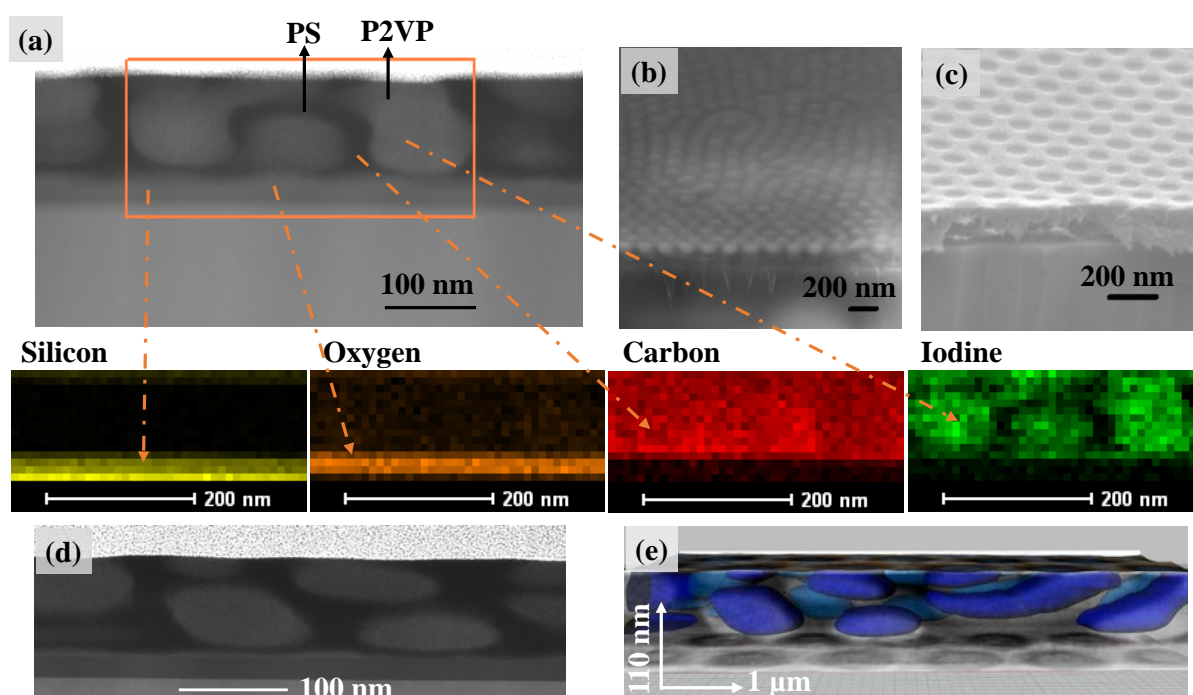 (a)
PS
P2VP
100 nm
(b)
200 nm
(c)
200 nm
Silicon
Oxygen
Carbon
Iodine
200 nm
200 nm
200 nm
200 nm
(d)
100 nm
(e)
110 nm
1 μm